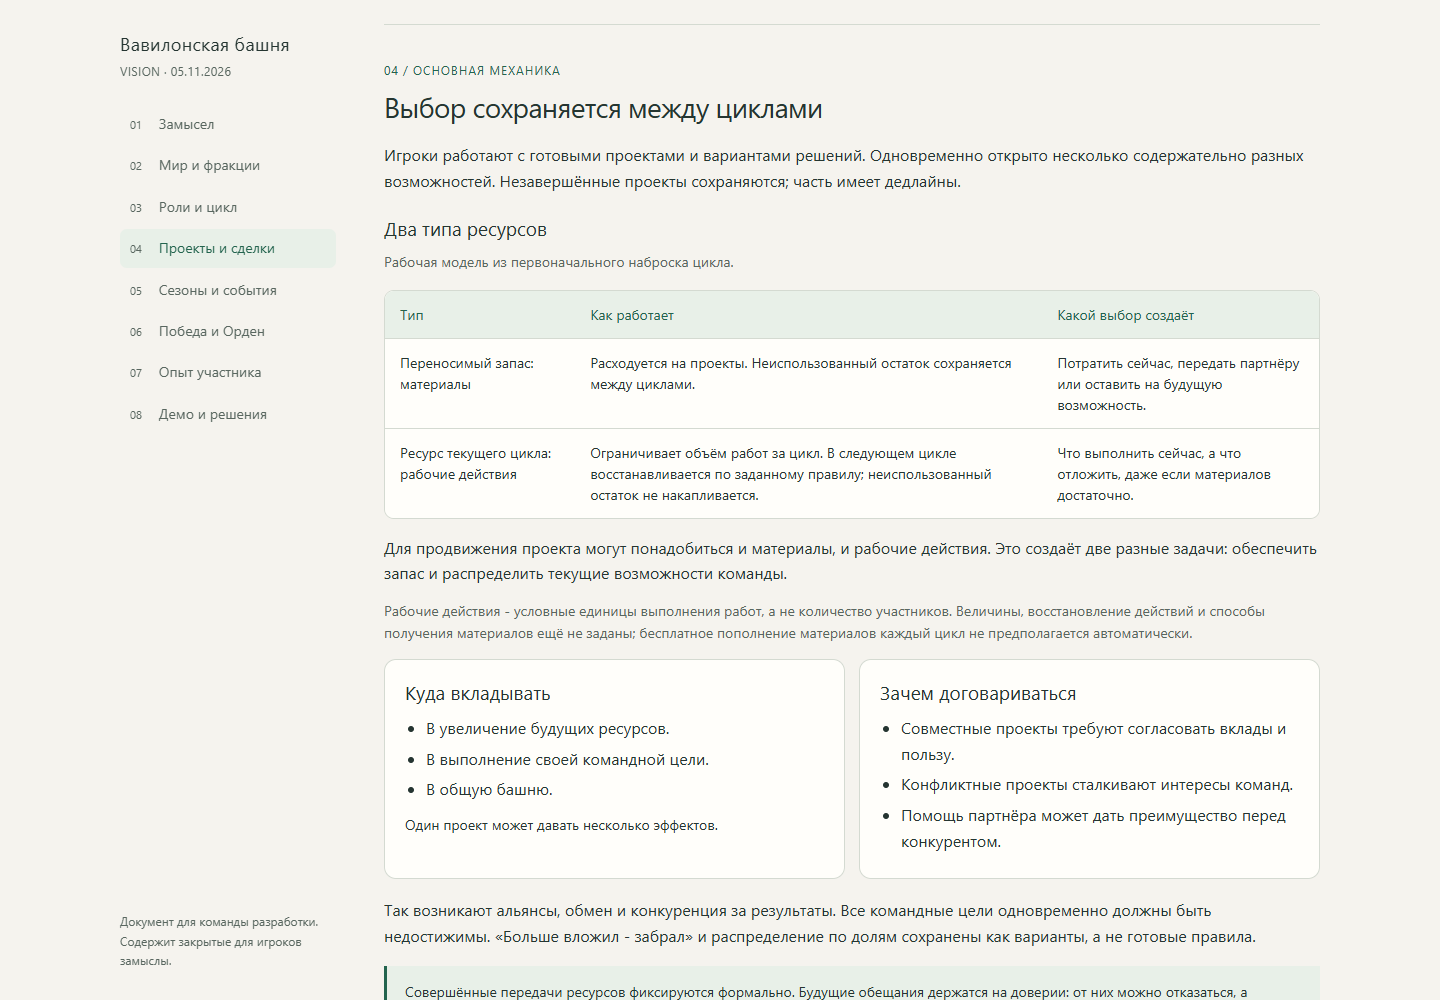 Вавилонская башня
VISION · 05.11.2026
01 Замысел
02 Мир и фракции
03 Роли и цикл
04 Проекты и сделки
05 Сезоны и события
06 Победа и Орден
07 Опыт участника
08 Демо и решения
Документ для команды разработки.
Содержит закрытые для игроков
замыслы.
04 / ОСНОВНАЯ МЕХАНИКА
Выбор сохраняется между циклами
Игроки работают с готовыми проектами и вариантами решений. Одновременно открыто несколько содержательно разных
возможностей. Незавершённые проекты сохраняются; часть имеет дедлайны.
Два типа ресурсов
Рабочая модель из первоначального наброска цикла.
Тип
Как работает
Какой выбор создаёт
Переносимый запас:
материалы
Расходуется на проекты. Неиспользованный остаток сохраняется
между циклами.
Потратить сейчас, передать партнёру
или оставить на будущую
возможность.
Ресурс текущего цикла:
рабочие действия
Ограничивает объём работ за цикл. В следующем цикле
восстанавливается по заданному правилу; неиспользованный
остаток не накапливается.
Что выполнить сейчас, а что
отложить, даже если материалов
достаточно.
Для продвижения проекта могут понадобиться и материалы, и рабочие действия. Это создаёт две разные задачи: обеспечить
запас и распределить текущие возможности команды.
Рабочие действия - условные единицы выполнения работ, а не количество участников. Величины, восстановление действий и способы
получения материалов ещё не заданы; бесплатное пополнение материалов каждый цикл не предполагается автоматически.
Куда вкладывать
• В увеличение будущих ресурсов.
• В выполнение своей командной цели.
• В общую башню.
Один проект может давать несколько эффектов.
Зачем договариваться
• Совместные проекты требуют согласовать вклады и
пользу.
• Конфликтные проекты сталкивают интересы команд.
• Помощь партнёра может дать преимущество перед
конкурентом.
Так возникают альянсы, обмен и конкуренция за результаты. Все командные цели одновременно должны быть
недостижимы. «Больше вложил - забрал» и распределение по долям сохранены как варианты, а не готовые правила.
Совершённые передачи ресурсов фиксируются формально. Будущие обещания держатся на доверии: от них можно отказаться, а